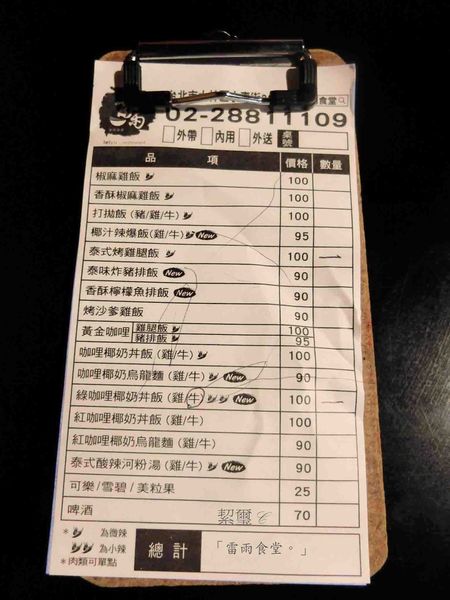 食堂
02-28811109
外帶 內用 外送 桌號
品項 價格 數量
椒麻雞飯 100
香酥椒麻雞飯 100
打拋飯(豬/雞/牛) 100
椰汁辣爆飯(雞/牛) New 95
泰式烤雞腿飯 100 一
泰味炸豬排飯 New 90
香酥檸檬魚排飯 New 90
烤沙爹雞飯 90
黃金咖哩 雞腿飯 100
豬排飯 95
咖哩椰奶丼飯(雞/牛) 100
咖哩椰奶烏龍麵(雞/牛) New 90
綠咖哩椰奶丼飯(雞/牛) New 100 一
紅咖哩椰奶丼飯(雞/牛) 100
紅咖哩椰奶烏龍麵(雞/牛) 90
泰式酸辣河粉湯(雞/牛) New 90
可樂/雪碧/美粒果 25
啤酒 70
絜璽C
*為微辣
為小辣
*肉類可單點
總計 「雷雨食堂。」